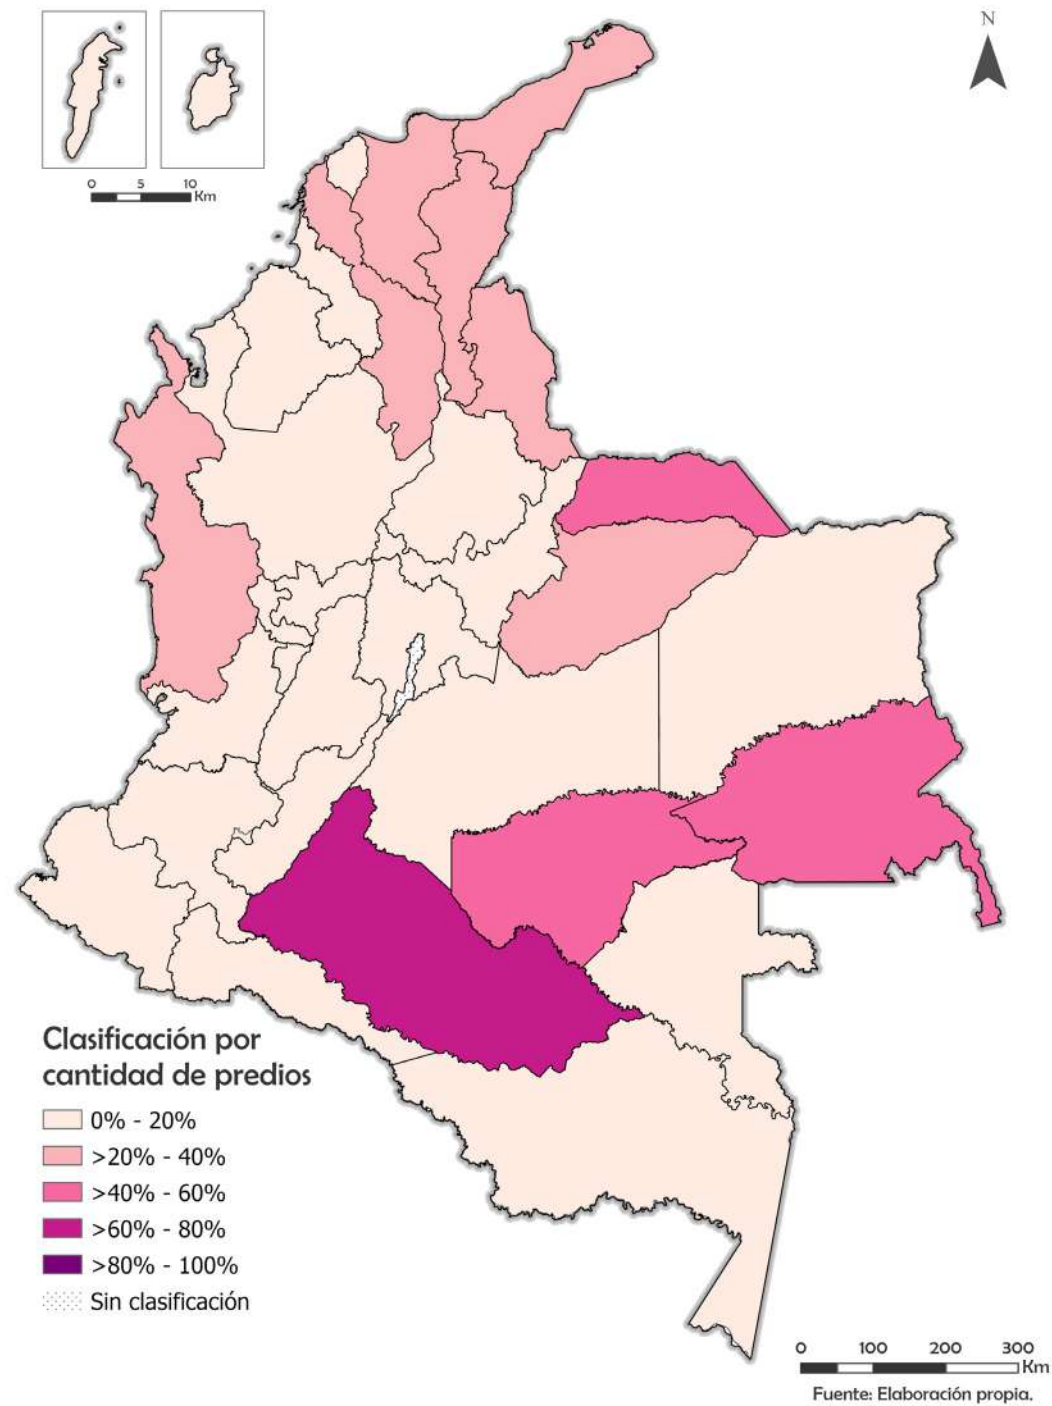 N
0 5 10
Km
Clasificación por
cantidad de predios
0% - 20%
>20% - 40%
>40% - 60%
>60% - 80%
>80% - 100%
Sin clasificación
0 100 200 300
Km
Fuente: Elaboración propia.